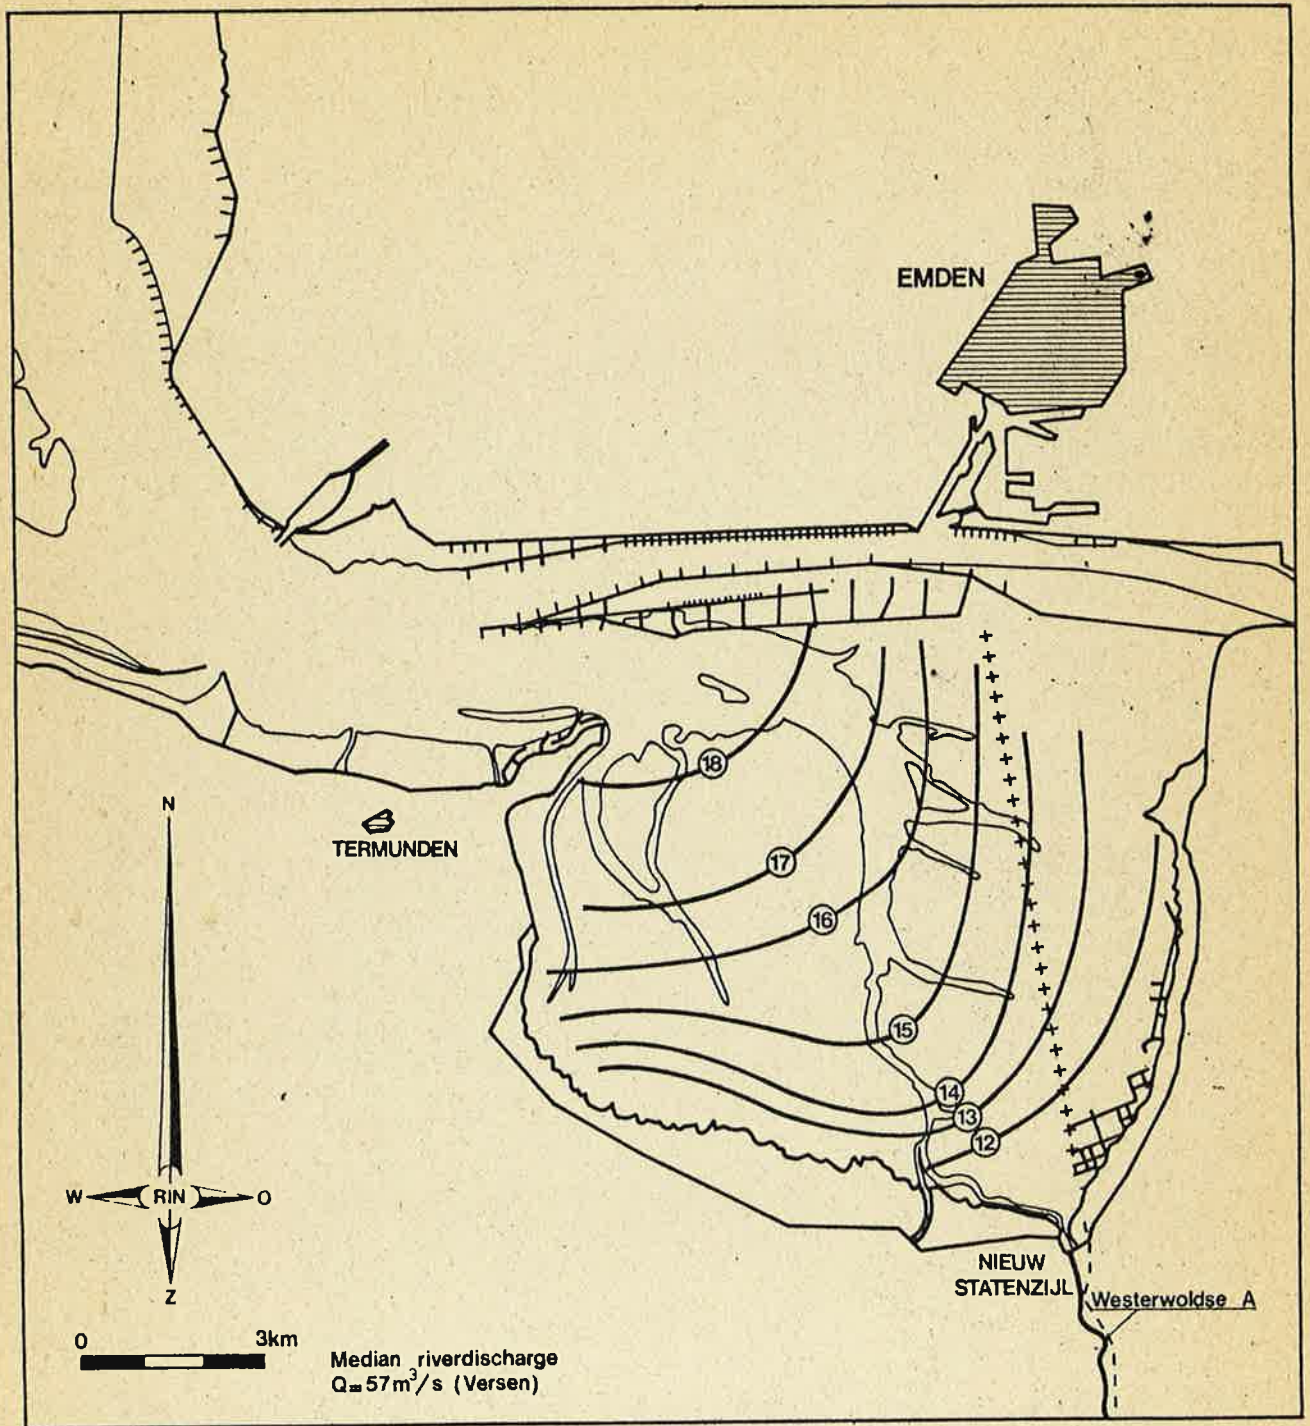 EMDEN
TERMUNDEN
18
17
16
15
14
13
12
N
W RIN O
Z
NIEUW
STATENZIJL
Westerwoldse A
0 3km
Median riverdischarge
Q=57m³/s (Versen)